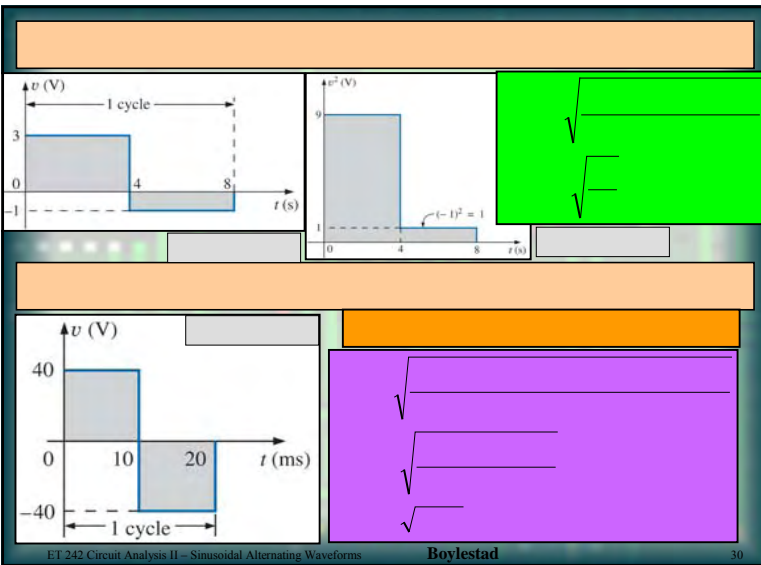 v (V)
1 cycle
3
0
4
8
t (s)
−1
v² (V)
9
(−1)² = 1
1
0
4
8
t (s)
v (V)
40
0
10
20
t (ms)
−40
1 cycle
√
√
√
√
√
ET 242 Circuit Analysis II – Sinusoidal Alternating Waveforms
Boylestad
30